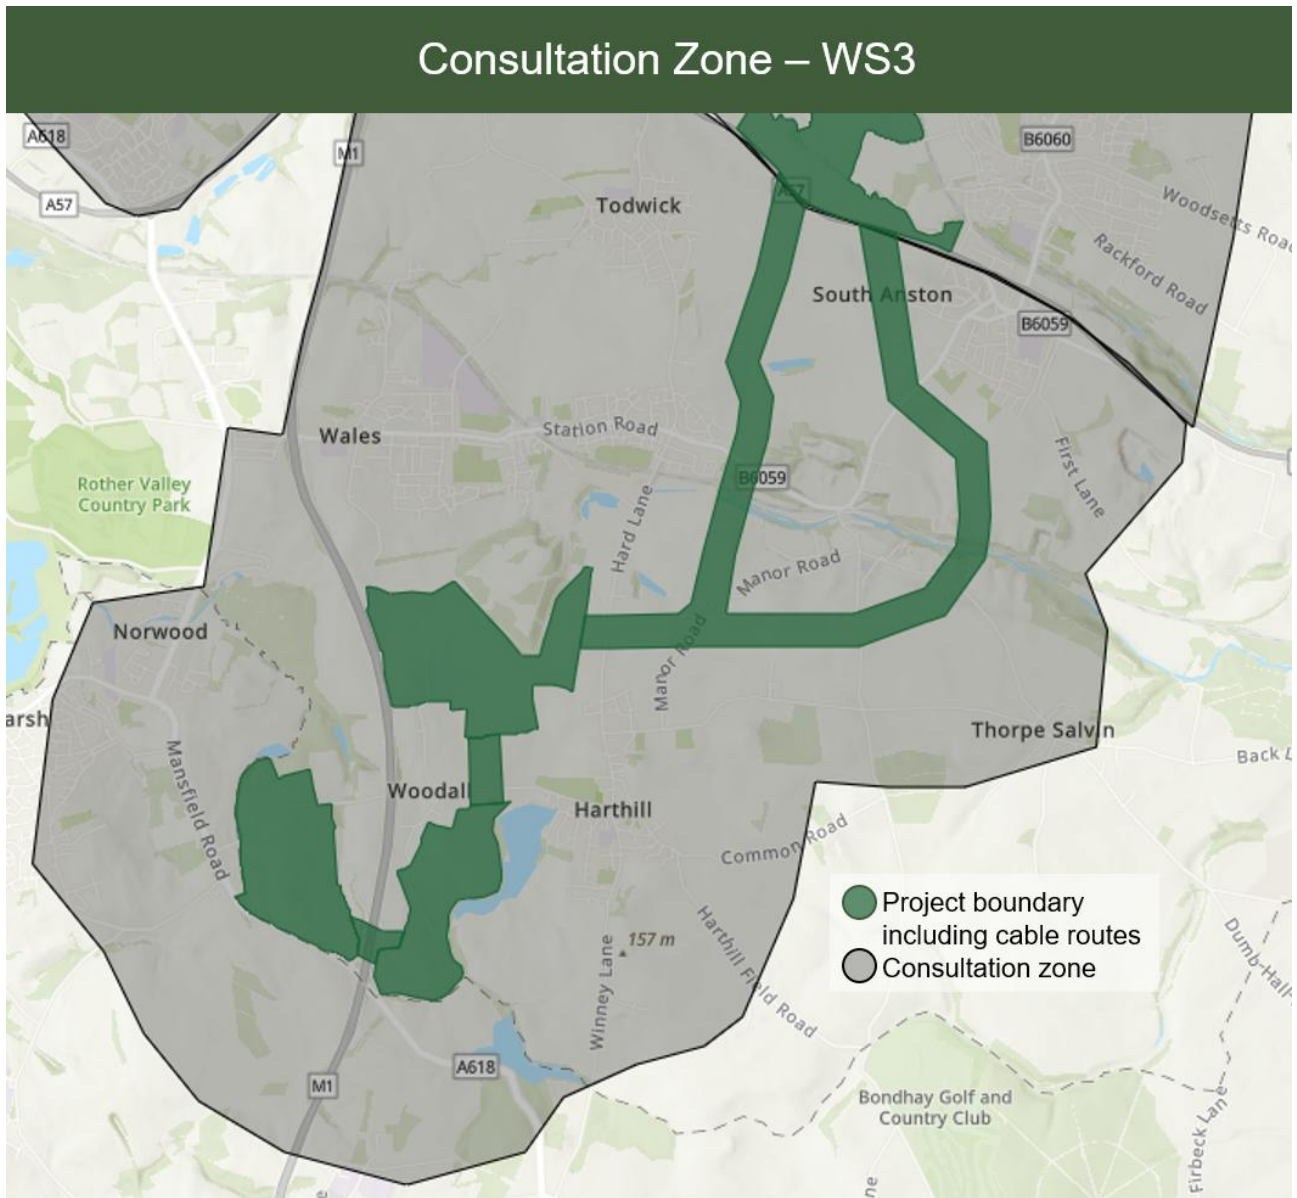 Consultation Zone – WS3
A618
M1
B6060
A57
A57
Todwick
Woodsetts Road
Rackford Road
South Anston
B6059
Wales
Station Road
First Lane
Rother Valley
Country Park
B6059
Hard Lane
Manor Road
Norwood
Manor Road
arsh
Thorpe Salvin
Mansfield Road
Back L
Woodall
Harthill
Common Road
Project boundary
including cable routes
Consultation zone
Harthill Field Road
157 m
Winney Lane
Dumb-Hall
A618
M1
Bondhay Golf and
Country Club
Firbeck Lane
ne
e